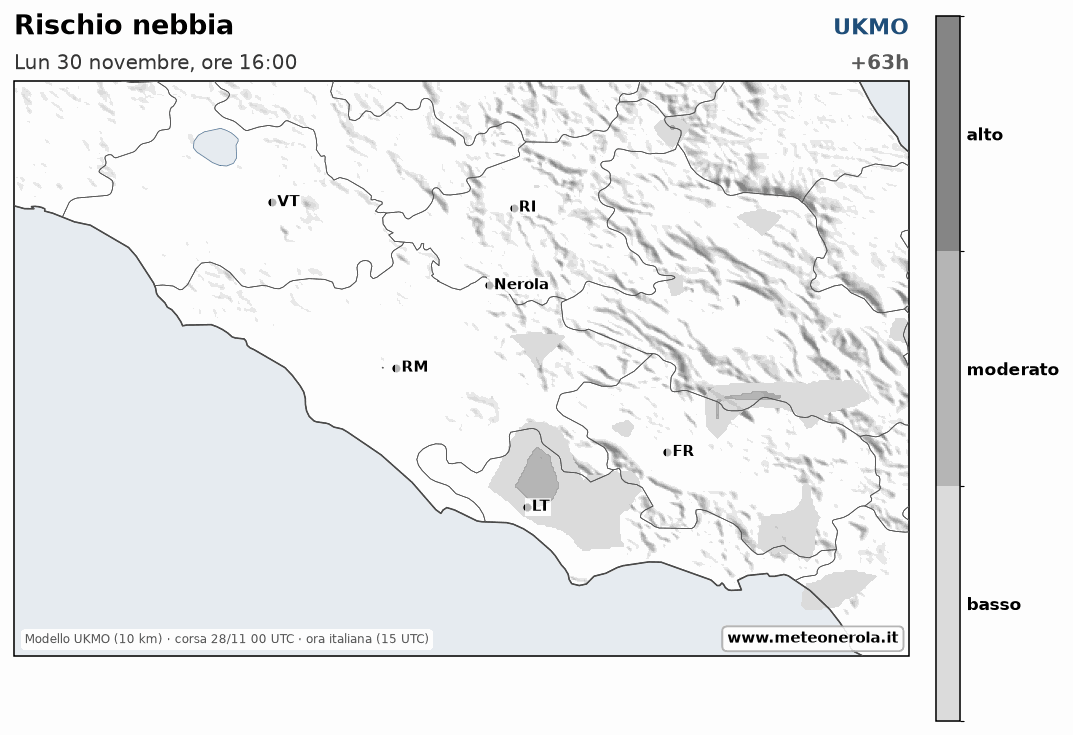 Rischio nebbia
UKMO
Lun 30 novembre, ore 16:00
+63h
alto
VT
RI
Nerola
RM
moderato
FR
LT
basso
Modello UKMO (10 km) · corsa 28/11 00 UTC · ora italiana (15 UTC)
www.meteonerola.it